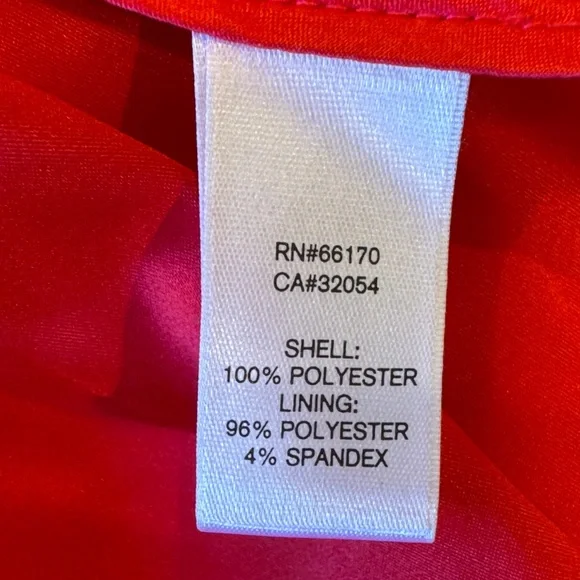 RN#66170
CA#32054
SHELL:
100% POLYESTER
LINING:
96% POLYESTER
4% SPANDEX